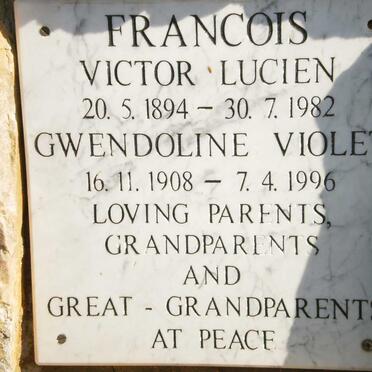 FRANCOIS
VICTOR LUCIEN
20. 5. 1894 – 30. 7. 1982
GWENDOLINE VIOLET
16. 11. 1908 – 7. 4. 1996
LOVING PARENTS,
GRANDPARENTS
AND
GREAT - GRANDPARENTS
AT PEACE